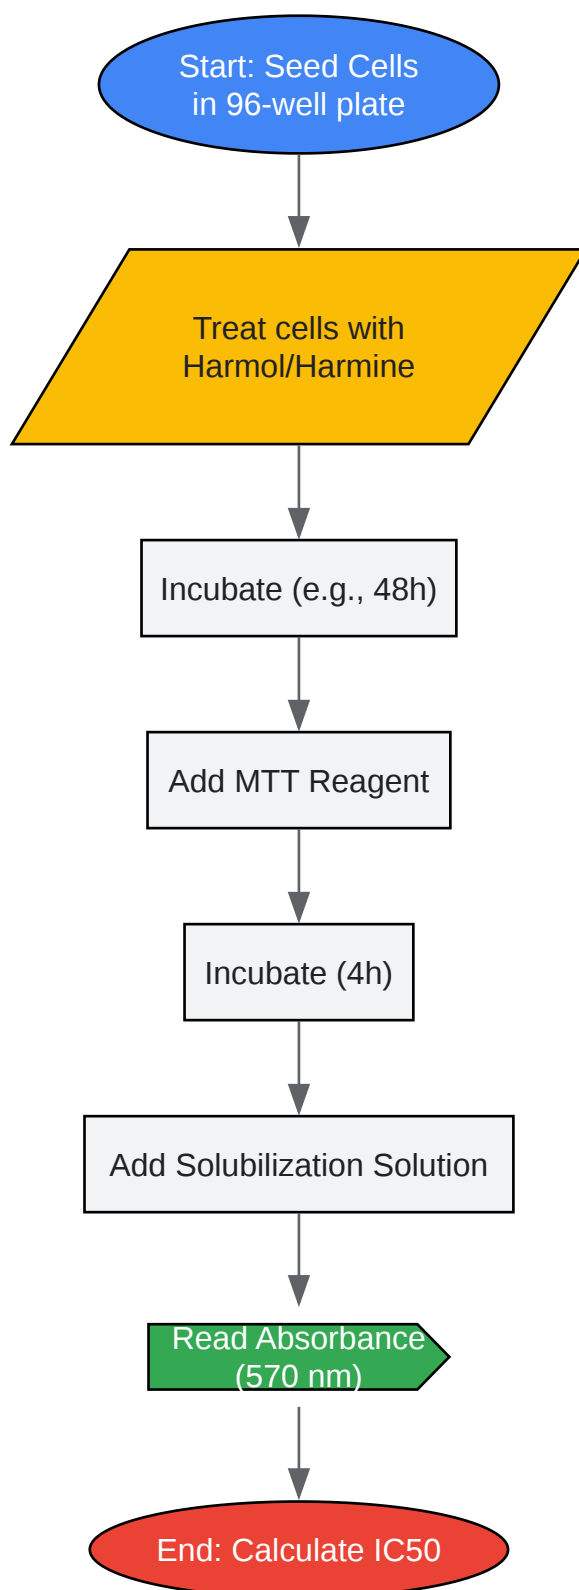 Start: Seed Cells
in 96-well plate
Treat cells with
Harmol/Harmine
Incubate (e.g., 48h)
Add MTT Reagent
Incubate (4h)
Add Solubilization Solution
Read Absorbance
(570 nm)
End: Calculate IC50